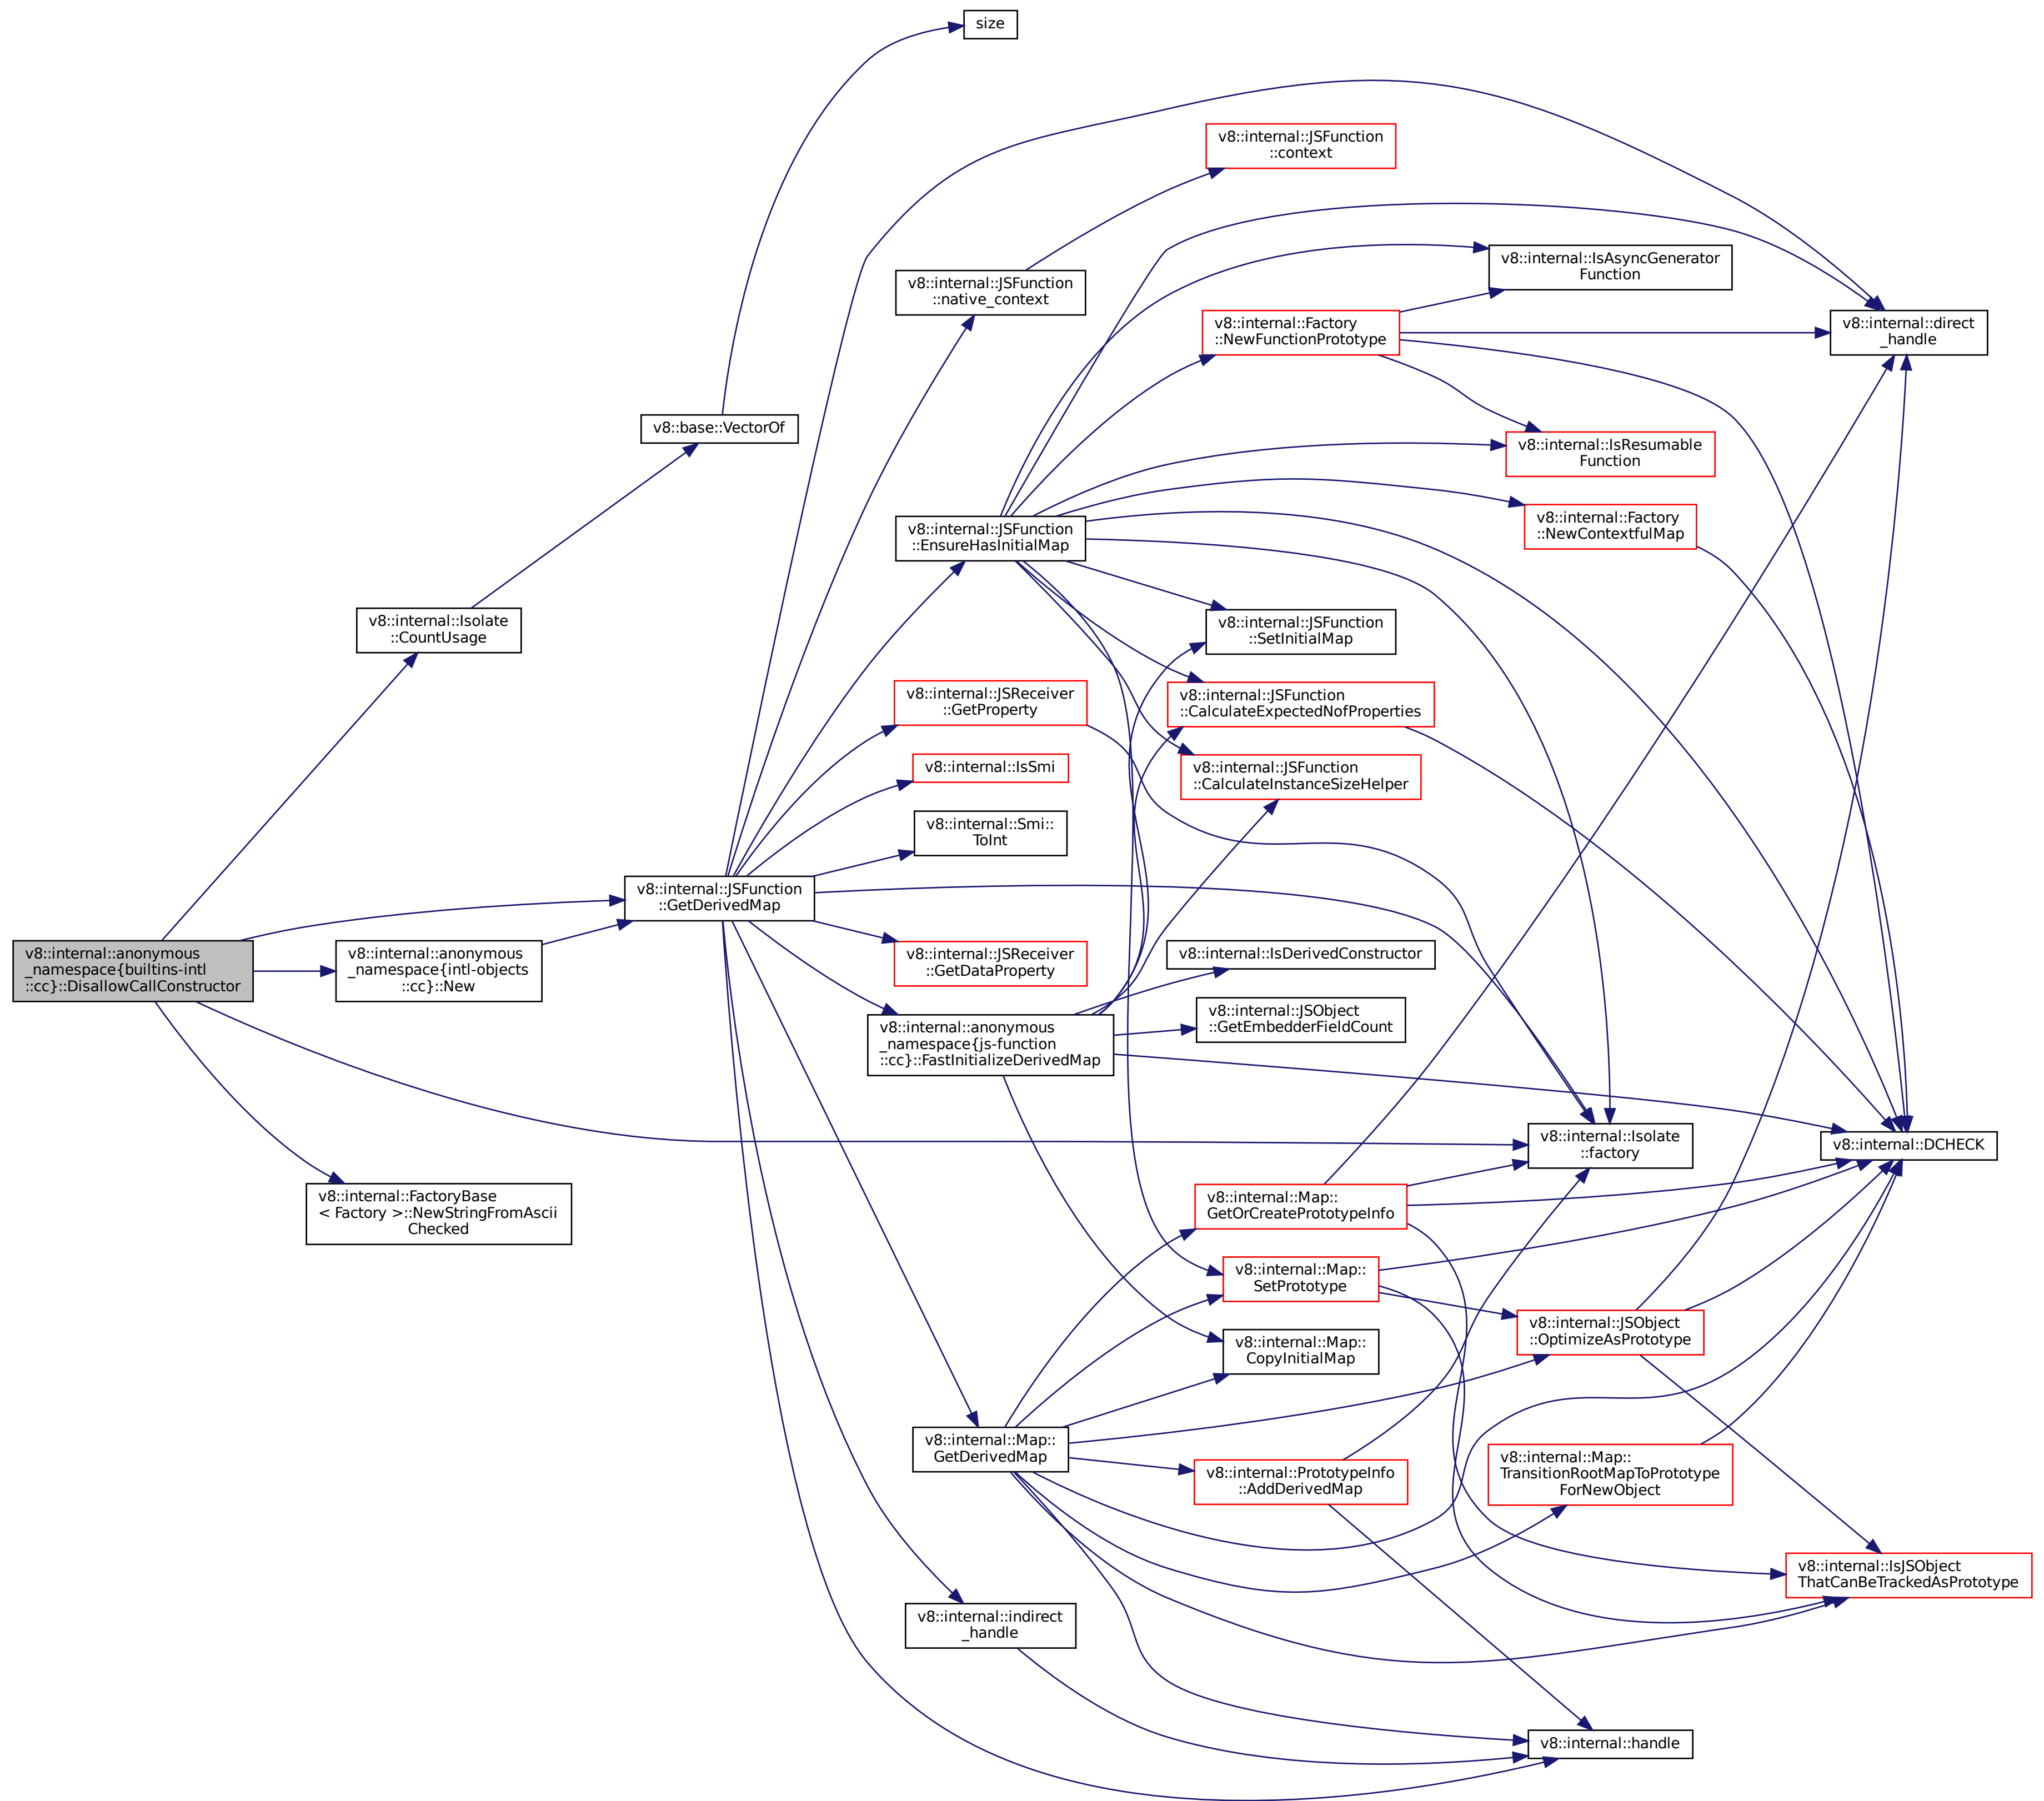 size
v8::internal::JSFunction
::context
v8::internal::IsAsyncGenerator
Function
v8::internal::JSFunction
::native_context
v8::internal::Factory
::NewFunctionPrototype
v8::internal::direct
_handle
v8::base::VectorOf
v8::internal::IsResumable
Function
v8::internal::JSFunction
::EnsureHasInitialMap
v8::internal::Factory
::NewContextfulMap
v8::internal::Isolate
::CountUsage
v8::internal::JSFunction
::SetInitialMap
v8::internal::JSReceiver
::GetProperty
v8::internal::JSFunction
::CalculateExpectedNofProperties
v8::internal::IsSmi
v8::internal::JSFunction
::CalculateInstanceSizeHelper
v8::internal::Smi::
ToInt
v8::internal::JSFunction
::GetDerivedMap
v8::internal::anonymous
_namespace{builtins-intl
::cc}::DisallowCallConstructor
v8::internal::anonymous
_namespace{intl-objects
::cc}::New
v8::internal::JSReceiver
::GetDataProperty
v8::internal::IsDerivedConstructor
v8::internal::JSObject
::GetEmbedderFieldCount
v8::internal::anonymous
_namespace{js-function
::cc}::FastInitializeDerivedMap
v8::internal::Isolate
::factory
v8::internal::DCHECK
v8::internal::FactoryBase
< Factory >::NewStringFromAscii
Checked
v8::internal::Map::
GetOrCreatePrototypeInfo
v8::internal::Map::
SetPrototype
v8::internal::JSObject
::OptimizeAsPrototype
v8::internal::Map::
CopyInitialMap
v8::internal::Map::
GetDerivedMap
v8::internal::PrototypeInfo
::AddDerivedMap
v8::internal::Map::
TransitionRootMapToPrototype
ForNewObject
v8::internal::IsJSObject
ThatCanBeTrackedAsPrototype
v8::internal::indirect
_handle
v8::internal::handle